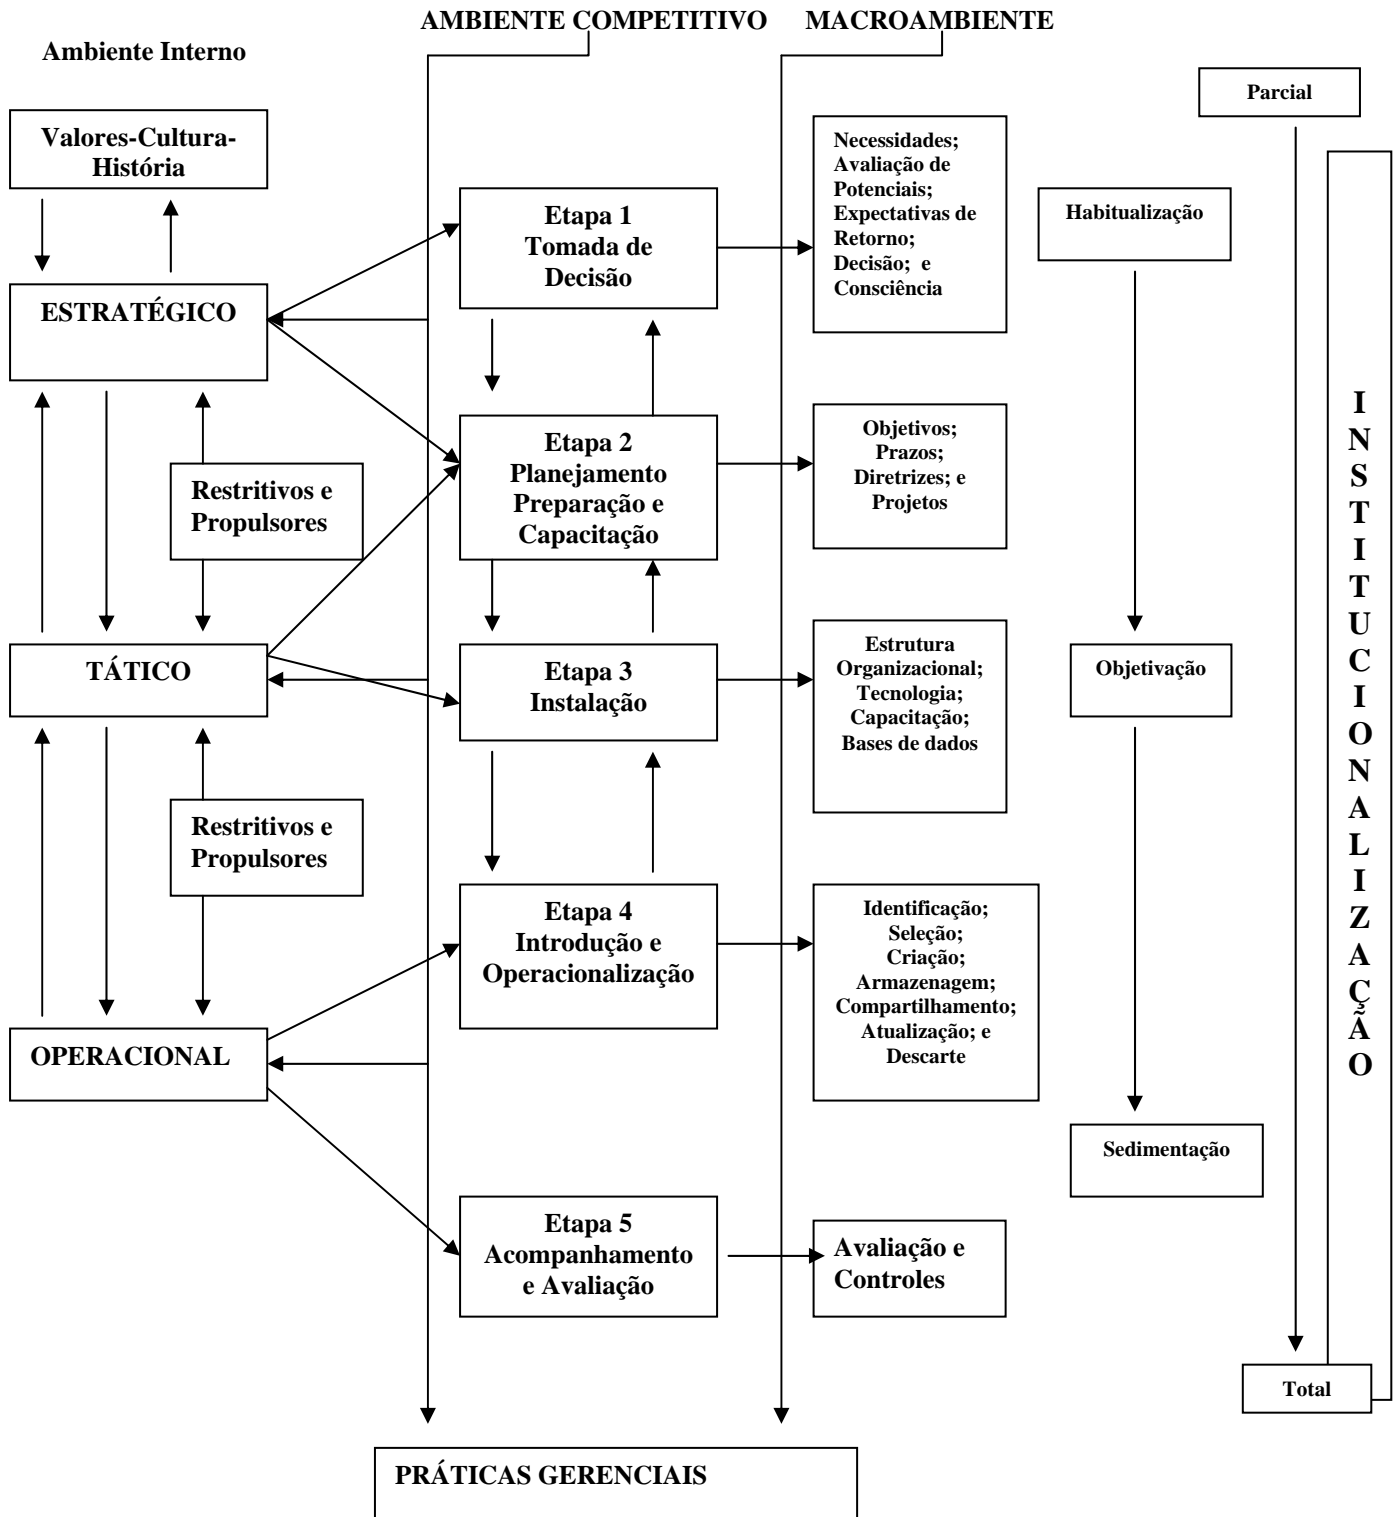 AMBIENTE COMPETITIVO
MACROAMBIENTE
Ambiente Interno
Parcial
Valores-Cultura-
História
Necessidades;
Avaliação de
Potenciais;
Expectativas de
Retorno;
Decisão; e
Consciência
Etapa 1
Tomada de
Decisão
Habitualização
ESTRATÉGICO
Etapa 2
Planejamento
Preparação e
Capacitação
Objetivos;
Prazos;
Diretrizes; e
Projetos
Restritivos e
Propulsores
I
N
S
T
I
T
U
C
I
O
N
A
L
I
Z
A
Ç
Ã
O
TÁTICO
Etapa 3
Instalação
Estrutura
Organizacional;
Tecnologia;
Capacitação;
Bases de dados
Objetivação
Restritivos e
Propulsores
Etapa 4
Introdução e
Operacionalização
Identificação;
Seleção;
Criação;
Armazenagem;
Compartilhamento;
Atualização; e
Descarte
OPERACIONAL
Sedimentação
Etapa 5
Acompanhamento
e Avaliação
Avaliação e
Controles
Total
PRÁTICAS GERENCIAIS